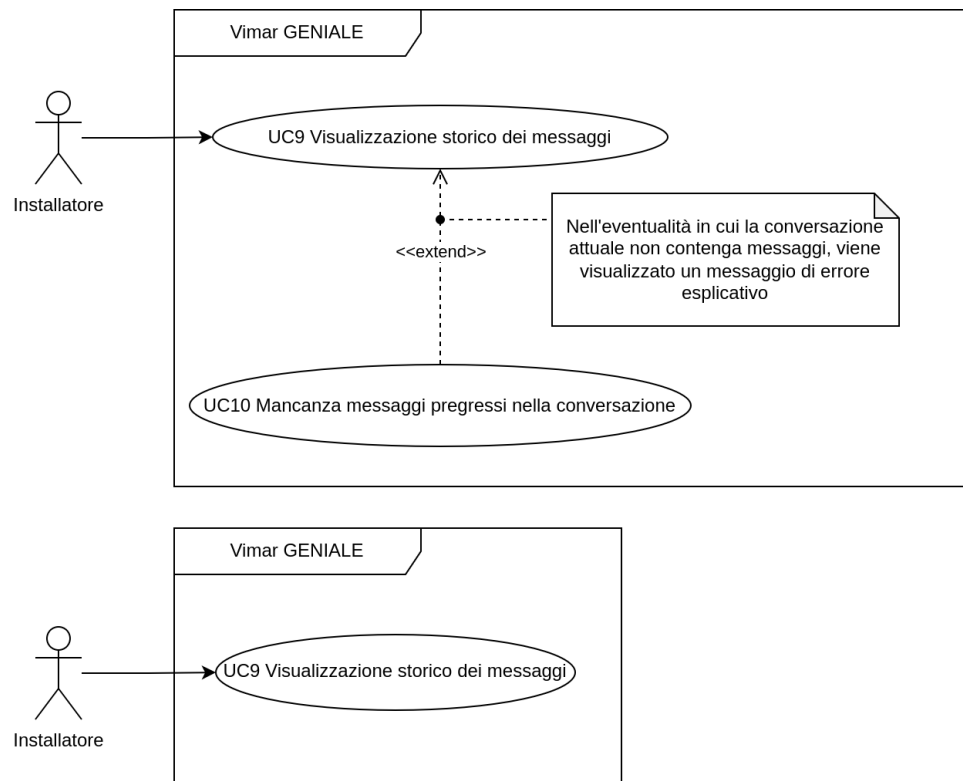 Vimar GENIALE
UC9 Visualizzazione storico dei messaggi
Installatore
Nell'eventualità in cui la conversazione
attuale non contenga messaggi, viene
visualizzato un messaggio di errore
esplicativo
<<extend>>
UC10 Mancanza messaggi pregressi nella conversazione
Vimar GENIALE
UC9 Visualizzazione storico dei messaggi
Installatore